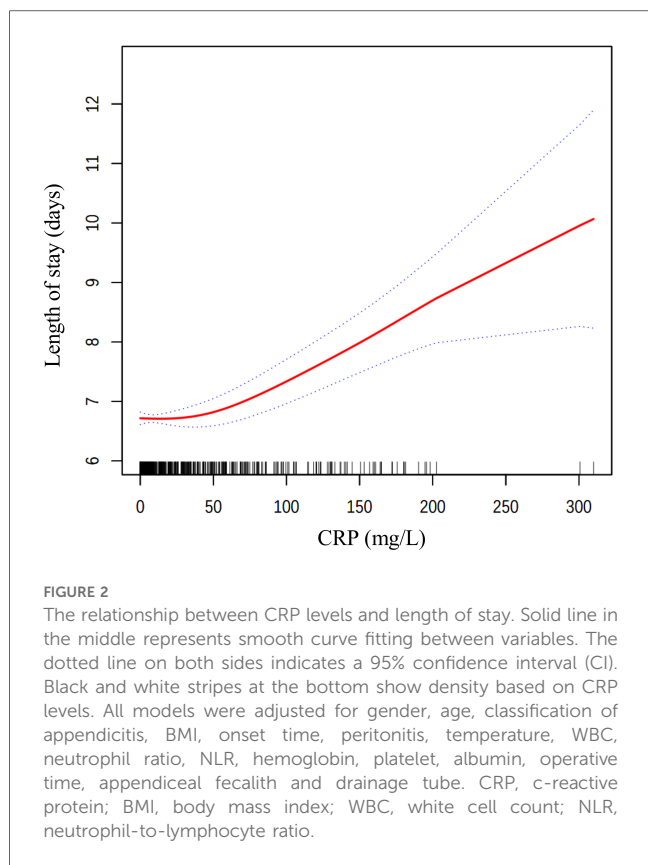 12
11
10
9
8
7
6
Length of stay (days)
0 50 100 150 200 250 300
CRP (mg/L)
FIGURE 2
The relationship between CRP levels and length of stay. Solid line in
the middle represents smooth curve fitting between variables. The
dotted line on both sides indicates a 95% confidence interval (CI).
Black and white stripes at the bottom show density based on CRP
levels. All models were adjusted for gender, age, classification of
appendicitis, BMI, onset time, peritonitis, temperature, WBC,
neutrophil ratio, NLR, hemoglobin, platelet, albumin, operative
time, appendiceal fecalith and drainage tube. CRP, c-reactive
protein; BMI, body mass index; WBC, white cell count; NLR,
neutrophil-to-lymphocyte ratio.